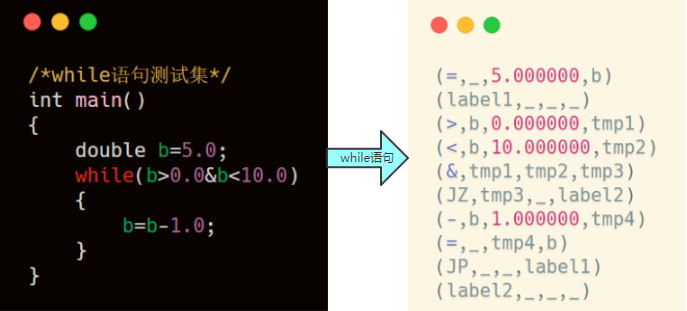 /*while语句测试集*/
int main()
{
    double b=5.0;
    while(b>0.0&b<10.0)
    {
        b=b-1.0;
    }
}
while语句
(=,_,5.000000,b)
(label1,_,_,_)
(>,b,0.000000,tmp1)
(<,b,10.000000,tmp2)
(&,tmp1,tmp2,tmp3)
(JZ,tmp3,_,label2)
(-,b,1.000000,tmp4)
(=,_,tmp4,b)
(JP,_,_,label1)
(label2,_,_,_)